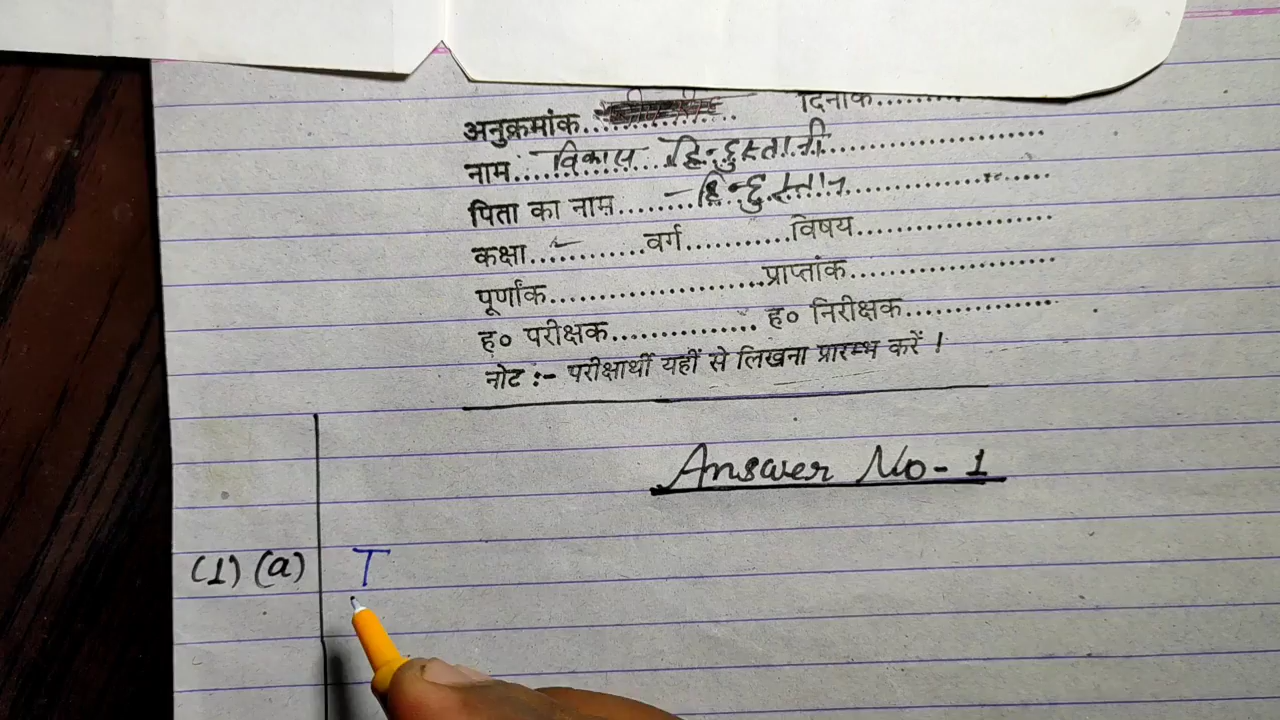 अनुक्रमांक.................. दिनांक..........
नाम:....विकास...हिन्दुस्तानी......................
पिता का नाम........हिन्दुस्तान.....................
कक्षा............वर्ग...........विषय....................
पूर्णांक......................प्राप्तांक.....................
ह० परीक्षक............... ह० निरीक्षक...............
नोट :- परीक्षार्थी यहीं से लिखना प्रारम्भ करें !
Answer No - 1
(1) (a) T